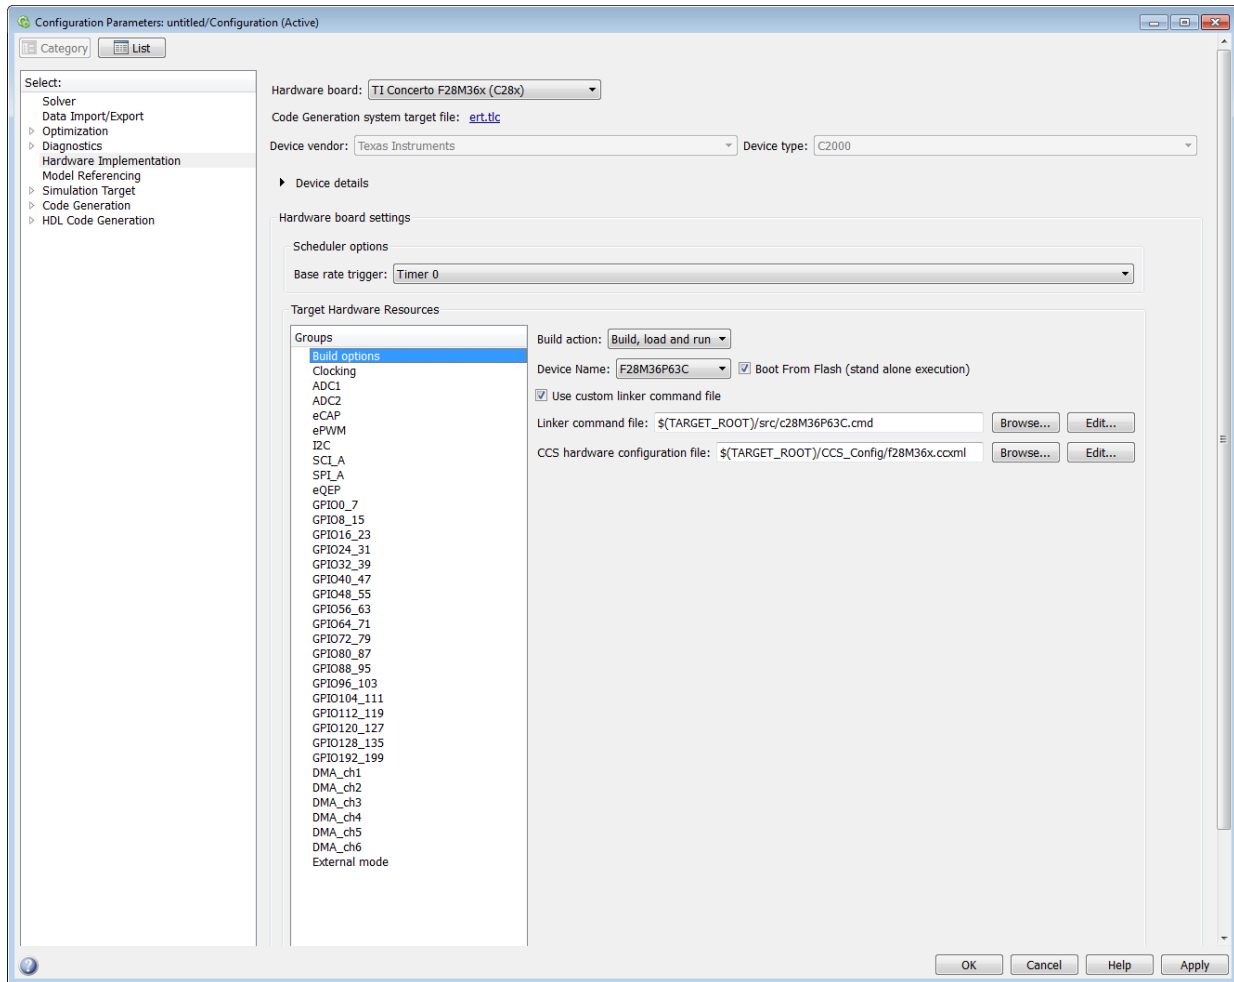 Configuration Parameters: untitled/Configuration (Active)
Category
List
Select:
Solver
Data Import/Export
Optimization
Diagnostics
Hardware Implementation
Model Referencing
Simulation Target
Code Generation
HDL Code Generation
Hardware board: TI Concerto F28M36x (C28x)
Code Generation system target file: ert.tlc
Device vendor: Texas Instruments Device type: C2000
Device details
Hardware board settings
Scheduler options
Base rate trigger: Timer 0
Target Hardware Resources
Groups
Build options
Clocking
ADC1
ADC2
eCAP
ePWM
I2C
SCI_A
SPI_A
eQEP
GPIO0_7
GPIO8_15
GPIO16_23
GPIO24_31
GPIO32_39
GPIO40_47
GPIO48_55
GPIO56_63
GPIO64_71
GPIO72_79
GPIO80_87
GPIO88_95
GPIO96_103
GPIO104_111
GPIO112_119
GPIO120_127
GPIO128_135
GPIO192_199
DMA_ch1
DMA_ch2
DMA_ch3
DMA_ch4
DMA_ch5
DMA_ch6
External mode
Build action: Build, load and run
Device Name: F28M36P63C Boot From Flash (stand alone execution)
Use custom linker command file
Linker command file: $(TARGET_ROOT)/src/c28M36P63C.cmd Browse... Edit...
CCS hardware configuration file: $(TARGET_ROOT)/CCS_Config/f28M36x.ccxml Browse... Edit...
OK Cancel Help Apply